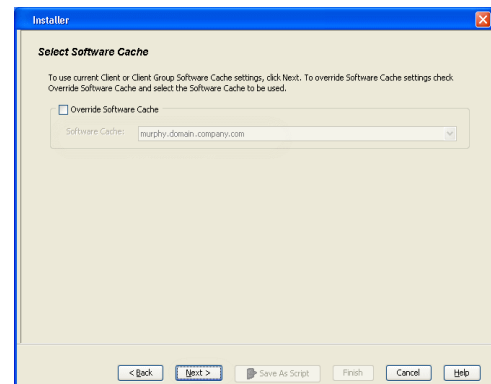 Installer
Select Software Cache
To use current Client or Client Group Software Cache settings, click Next. To override Software Cache settings check
Override Software Cache and select the Software Cache to be used.
Override Software Cache
Software Cache: murphy.domain.company.com
< Back Next > Save As Script Finish Cancel Help